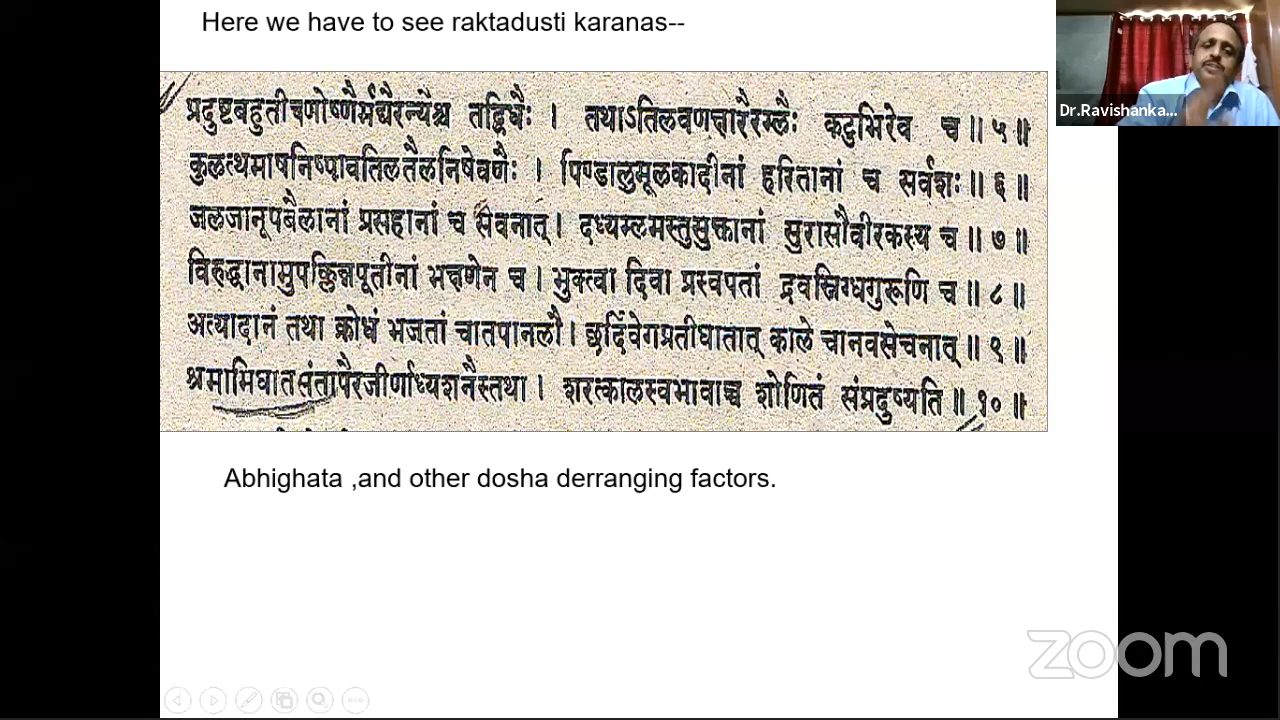 Here we have to see raktadusti karanas--
Dr.Ravishanka...
प्रदुष्टबहुतीक्ष्णोष्णैर्मद्यैरन्यैश्च तद्विधैः । तथाऽतिलवणक्षारैरम्लैः कटुभिरेव च ॥ ५ ॥
कुलत्थमाषनिष्पावतिलतैलनिषेवणैः । पिण्डालुमूलकादीनां हरितानां च सर्वशः ॥ ६ ॥
जलजानूपबैलानां प्रसहानां च सेवनात् । दध्यम्लमस्तुसुक्तानां सुरासौवीरकस्य च ॥ ७ ॥
विरुद्धानामुपक्लिन्नपूतीनां भक्षणेन च । भुक्त्वा दिवा प्रस्वपतां द्रवस्निग्धगुरूणि च ॥ ८ ॥
अत्यादानं तथा क्रोधं भजतां चातपानलौ । छर्दिवेगप्रतीघातात् काले चानवसेचनात् ॥ ९ ॥
श्रमाभिघातसंतापैरजीर्णाध्यशनैस्तथा । शरत्कालस्वभावाच्च शोणितं संप्रदुष्यति ॥ १० ॥
Abhighata ,and other dosha derranging factors.
zoom